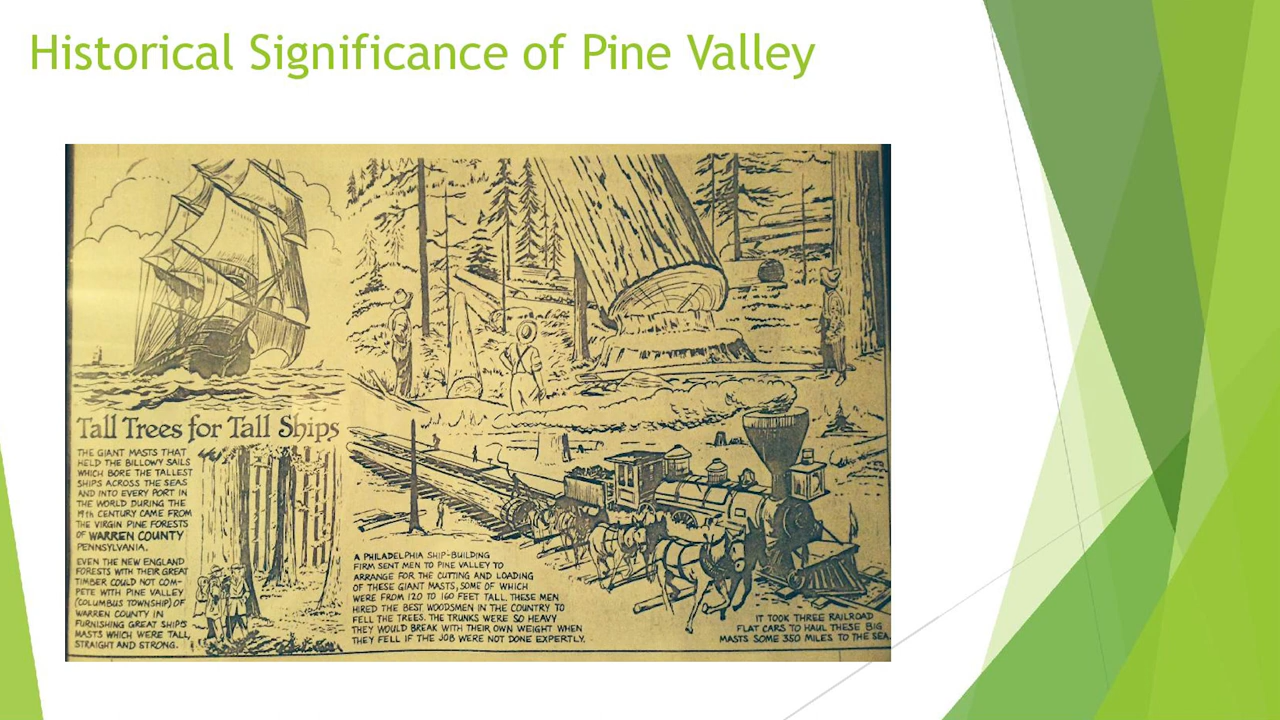 Historical Significance of Pine Valley
Tall Trees for Tall Ships
THE GIANT MASTS THAT
HELD THE BILLOWY SAILS
WHICH BORE THE TALLEST
SHIPS ACROSS THE SEAS
AND INTO EVERY PORT IN
THE WORLD DURING THE
19th CENTURY CAME FROM
THE VIRGIN PINE FORESTS
OF WARREN COUNTY
PENNSYLVANIA.
EVEN THE NEW ENGLAND
FORESTS WITH THEIR GREAT
TIMBER COULD NOT COM-
PETE WITH PINE VALLEY
(COLUMBUS TOWNSHIP) OF
WARREN COUNTY IN
FURNISHING GREAT SHIPS
MASTS WHICH WERE TALL,
STRAIGHT AND STRONG.
A PHILADELPHIA SHIP-BUILDING
FIRM SENT MEN TO PINE VALLEY TO
ARRANGE FOR THE CUTTING AND LOADING
OF THESE GIANT MASTS, SOME OF WHICH
WERE FROM 120 TO 160 FEET TALL. THESE MEN
HIRED THE BEST WOODSMEN IN THE COUNTRY TO
FELL THE TREES. THE TRUNKS WERE SO HEAVY
THEY WOULD BREAK WITH THEIR OWN WEIGHT WHEN
THEY FELL IF THE JOB WERE NOT DONE EXPERTLY.
IT TOOK THREE RAILROAD
FLAT CARS TO HAUL THESE BIG
MASTS SOME 350 MILES TO THE SEA.